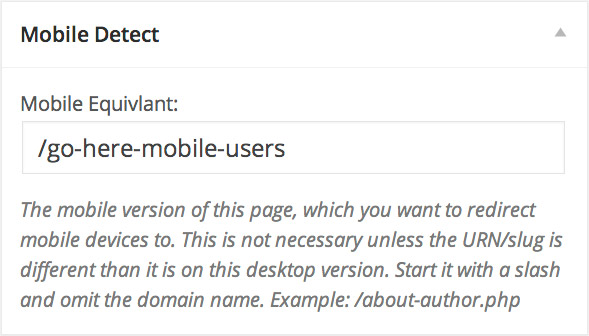 Mobile Detect
Mobile Equivlant:
/go-here-mobile-users
The mobile version of this page, which you want to redirect
mobile devices to. This is not necessary unless the URN/slug is
different than it is on this desktop version. Start it with a slash
and omit the domain name. Example: /about-author.php